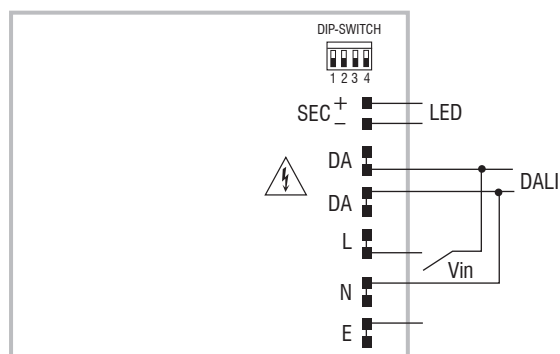 DIP-SWITCH
1 2 3 4
SEC + −
LED
DA
DA
DALI
L
Vin
N
E